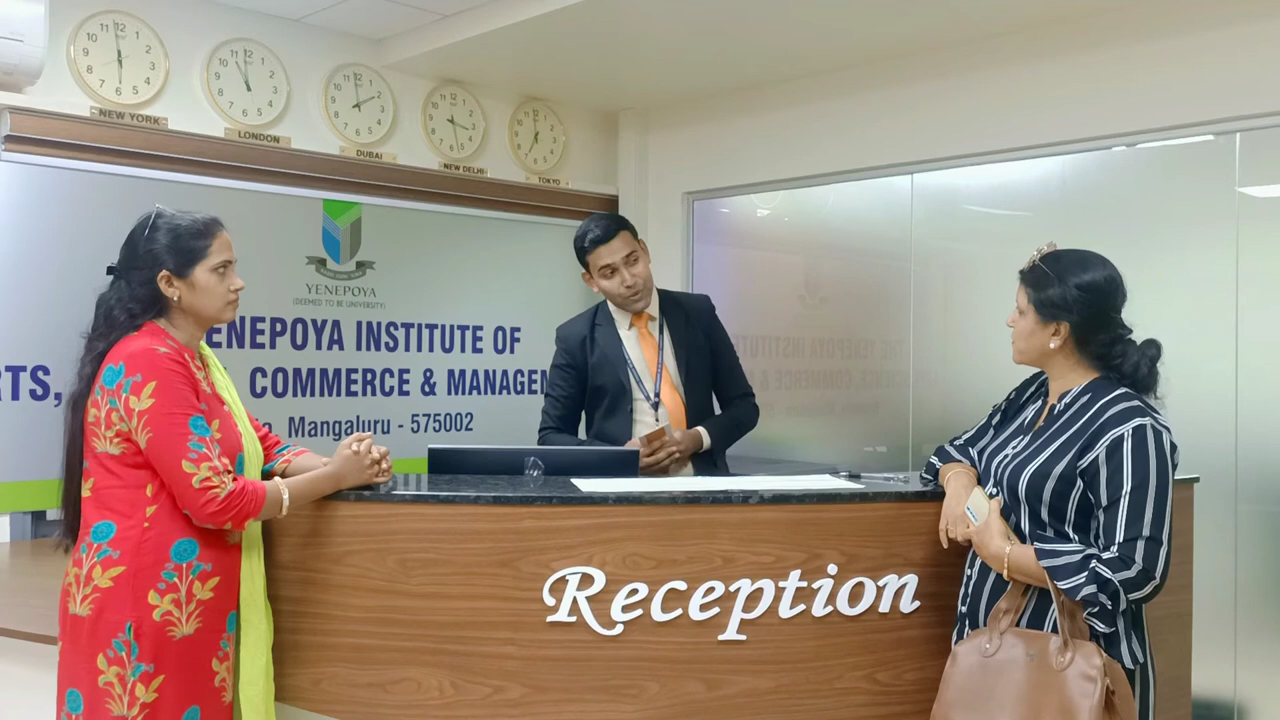 NEW YORK
LONDON
DUBAI
NEW DELHI
TOKYO
YENEPOYA
(DEEMED TO BE UNIVERSITY)
ENEPOYA INSTITUTE OF
RTS, COMMERCE & MANAGEM
Mangaluru - 575002
Reception